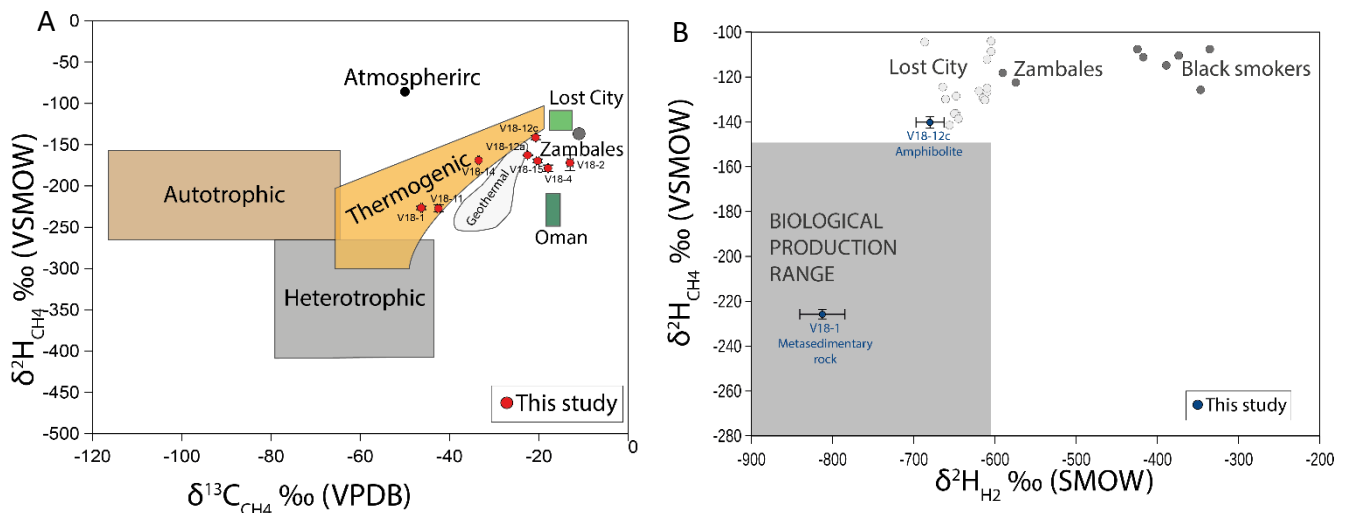 A
0
-50
-100
-150
-200
-250
-300
-350
-400
-450
-500
-120
-100
-80
-60
-40
-20
0
δ²H_CH4 ‰ (VSMOW)
δ¹³C_CH4 ‰ (VPDB)
Atmospherirc
Lost City
V18-12c
V18-12a
Zambales
V18-14
V18-15
V18-2
V18-4
Autotrophic
Thermogenic
Geothermal
V18-11
V18-1
Oman
Heterotrophic
This study
B
-100
-120
-140
-160
-180
-200
-220
-240
-260
-280
-900
-800
-700
-600
-500
-400
-300
-200
δ²H_CH4 ‰ (VSMOW)
δ²H_H2 ‰ (SMOW)
Lost City
Zambales
Black smokers
V18-12c
Amphibolite
BIOLOGICAL
PRODUCTION
RANGE
V18-1
Metasedimentary
rock
This study